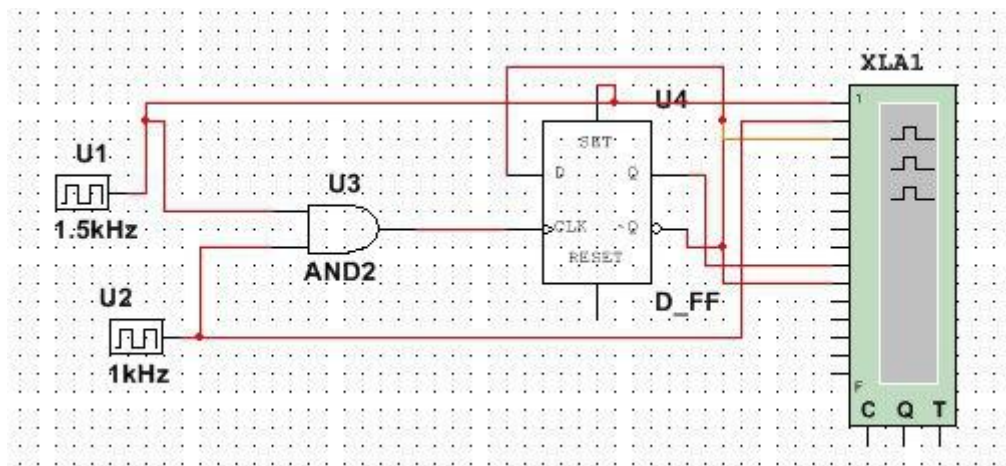 XLA1
1
U4
SET
U1
U3
D Q
1.5kHz
CLK ~Q
AND2
RESET
U2
D_FF
1kHz
F
C Q T